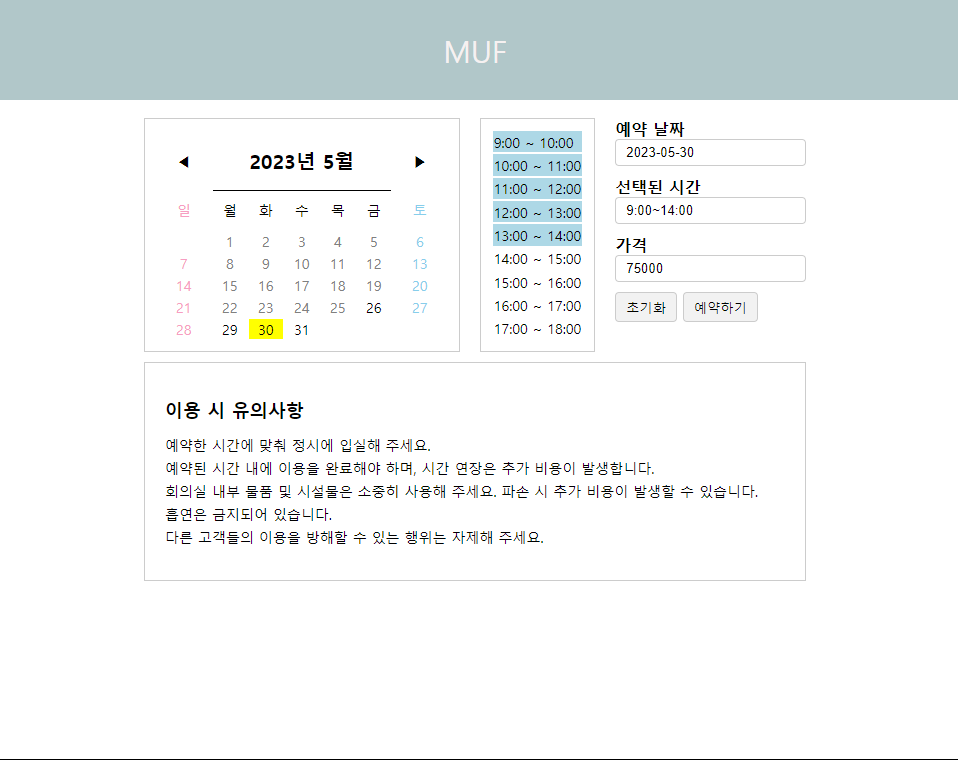 MUF
◀ 2023년 5월 ▶
일 월 화 수 목 금 토
1 2 3 4 5 6
7 8 9 10 11 12 13
14 15 16 17 18 19 20
21 22 23 24 25 26 27
28 29 30 31
9:00 ~ 10:00
10:00 ~ 11:00
11:00 ~ 12:00
12:00 ~ 13:00
13:00 ~ 14:00
14:00 ~ 15:00
15:00 ~ 16:00
16:00 ~ 17:00
17:00 ~ 18:00
예약 날짜
2023-05-30
선택된 시간
9:00~14:00
가격
75000
초기화 예약하기
이용 시 유의사항
예약한 시간에 맞춰 정시에 입실해 주세요.
예약된 시간 내에 이용을 완료해야 하며, 시간 연장은 추가 비용이 발생합니다.
회의실 내부 물품 및 시설물은 소중히 사용해 주세요. 파손 시 추가 비용이 발생할 수 있습니다.
흡연은 금지되어 있습니다.
다른 고객들의 이용을 방해할 수 있는 행위는 자제해 주세요.